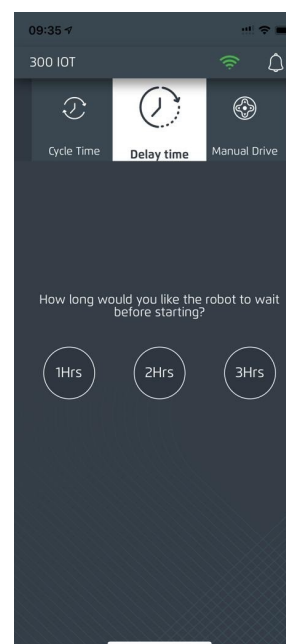 09:35
300 IOT
Cycle Time
Delay time
Manual Drive
How long would you like the robot to wait
before starting?
1Hrs
2Hrs
3Hrs